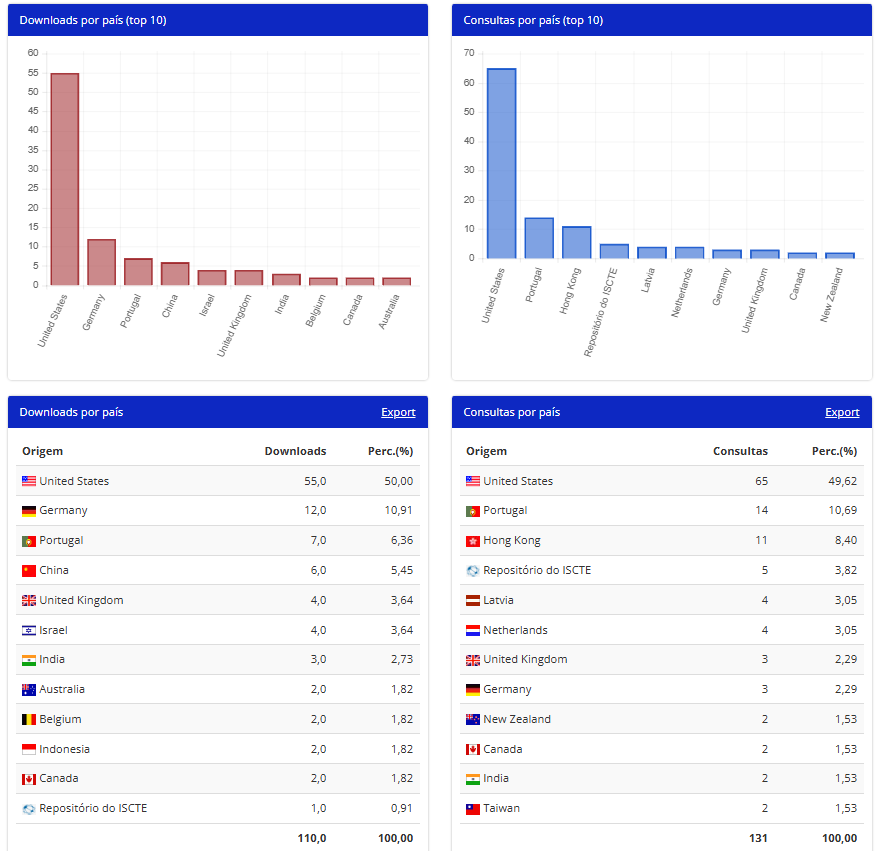 Downloads por país (top 10)
60
55
50
45
40
35
30
25
20
15
10
5
0
United States
Germany
Portugal
China
Israel
United Kingdom
India
Belgium
Canada
Australia
Consultas por país (top 10)
70
60
50
40
30
20
10
0
United States
Portugal
Hong Kong
Repositório do ISCTE
Latvia
Netherlands
Germany
United Kingdom
Canada
New Zealand
Downloads por país Export
Origem Downloads Perc.(%)
United States 55,0 50,00
Germany 12,0 10,91
Portugal 7,0 6,36
China 6,0 5,45
United Kingdom 4,0 3,64
Israel 4,0 3,64
India 3,0 2,73
Australia 2,0 1,82
Belgium 2,0 1,82
Indonesia 2,0 1,82
Canada 2,0 1,82
Repositório do ISCTE 1,0 0,91
110,0 100,00
Consultas por país Export
Origem Consultas Perc.(%)
United States 65 49,62
Portugal 14 10,69
Hong Kong 11 8,40
Repositório do ISCTE 5 3,82
Latvia 4 3,05
Netherlands 4 3,05
United Kingdom 3 2,29
Germany 3 2,29
New Zealand 2 1,53
Canada 2 1,53
India 2 1,53
Taiwan 2 1,53
131 100,00